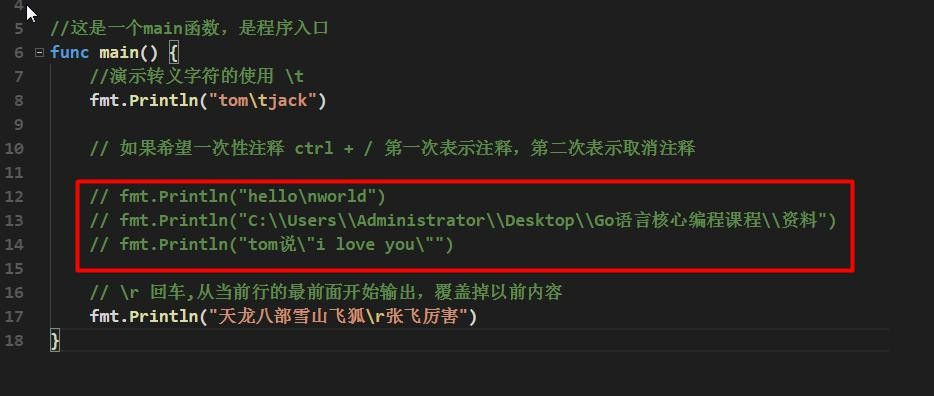 4
5 //这是一个main函数，是程序入口
6 func main() {
7 //演示转义字符的使用 \t
8 fmt.Println("tom\tjack")
9
10 // 如果希望一次性注释 ctrl + / 第一次表示注释，第二次表示取消注释
11
12 // fmt.Println("hello\nworld")
13 // fmt.Println("C:\\Users\\Administrator\\Desktop\\Go语言核心编程课程\\资料")
14 // fmt.Println("tom说\"i love you\"")
15
16 // \r 回车,从当前行的最前面开始输出，覆盖掉以前内容
17 fmt.Println("天龙八部雪山飞狐\r张飞厉害")
18 }